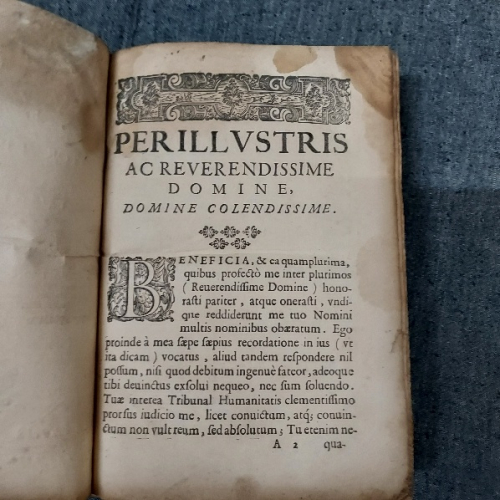 PERILLVSTRIS
AC REVERENDISSIME
DOMINE,
DOMINE COLENDISSIME.
BENEFICIA, & ea quamplurima,
quibus profectò me inter plurimos
(Reuerendissime Domine) hono-
rasti pariter, atque onerasti, vndi-
que reddiderunt me tuo Nomini
multis nominibus obæratum. Ego
proinde à mea sæpe sæpius recordatione in ius (vt
ita dicam) vocatus, aliud tandem respondere nil
possum, nisi quod debitum ingenuè fateor, adeoque
tibi deuinctus exsolui nequeo, nec sum soluendo.
Tuæ interea Tribunal Humanitatis clementissimo
prorsus iudicio me, licet conuictum, atq; conuin-
ctum non vult reum, sed absolutum; Tu etenim ne-
A 2 qua-